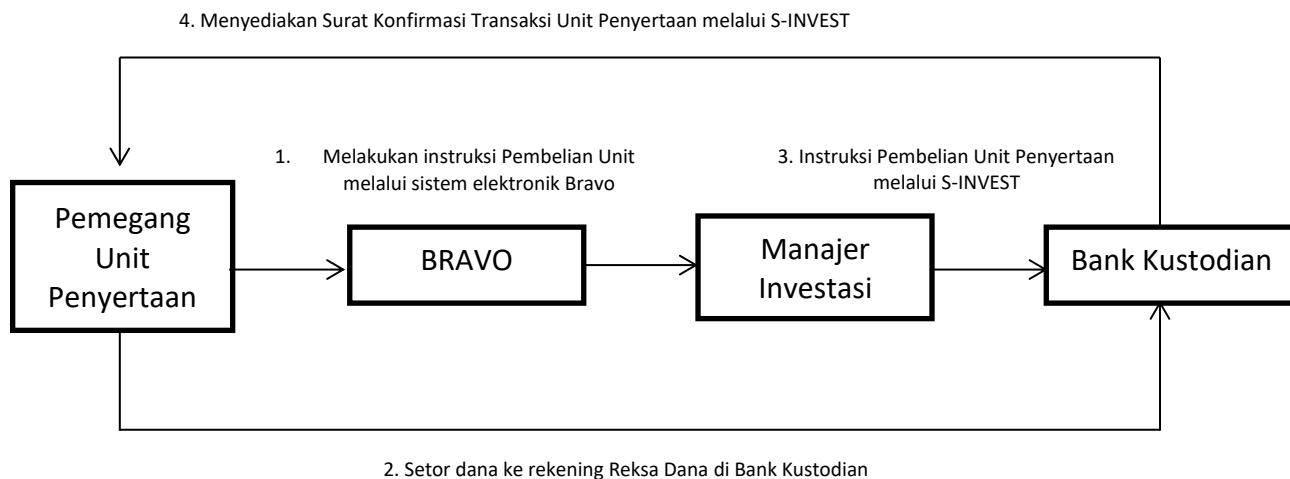 4. Menyediakan Surat Konfirmasi Transaksi Unit Penyertaan melalui S-INVEST
1. Melakukan instruksi Pembelian Unit
melalui sistem elektronik Bravo
3. Instruksi Pembelian Unit Penyertaan
melalui S-INVEST
Pemegang
Unit
Penyertaan
BRAVO
Manajer
Investasi
Bank Kustodian
2. Setor dana ke rekening Reksa Dana di Bank Kustodian